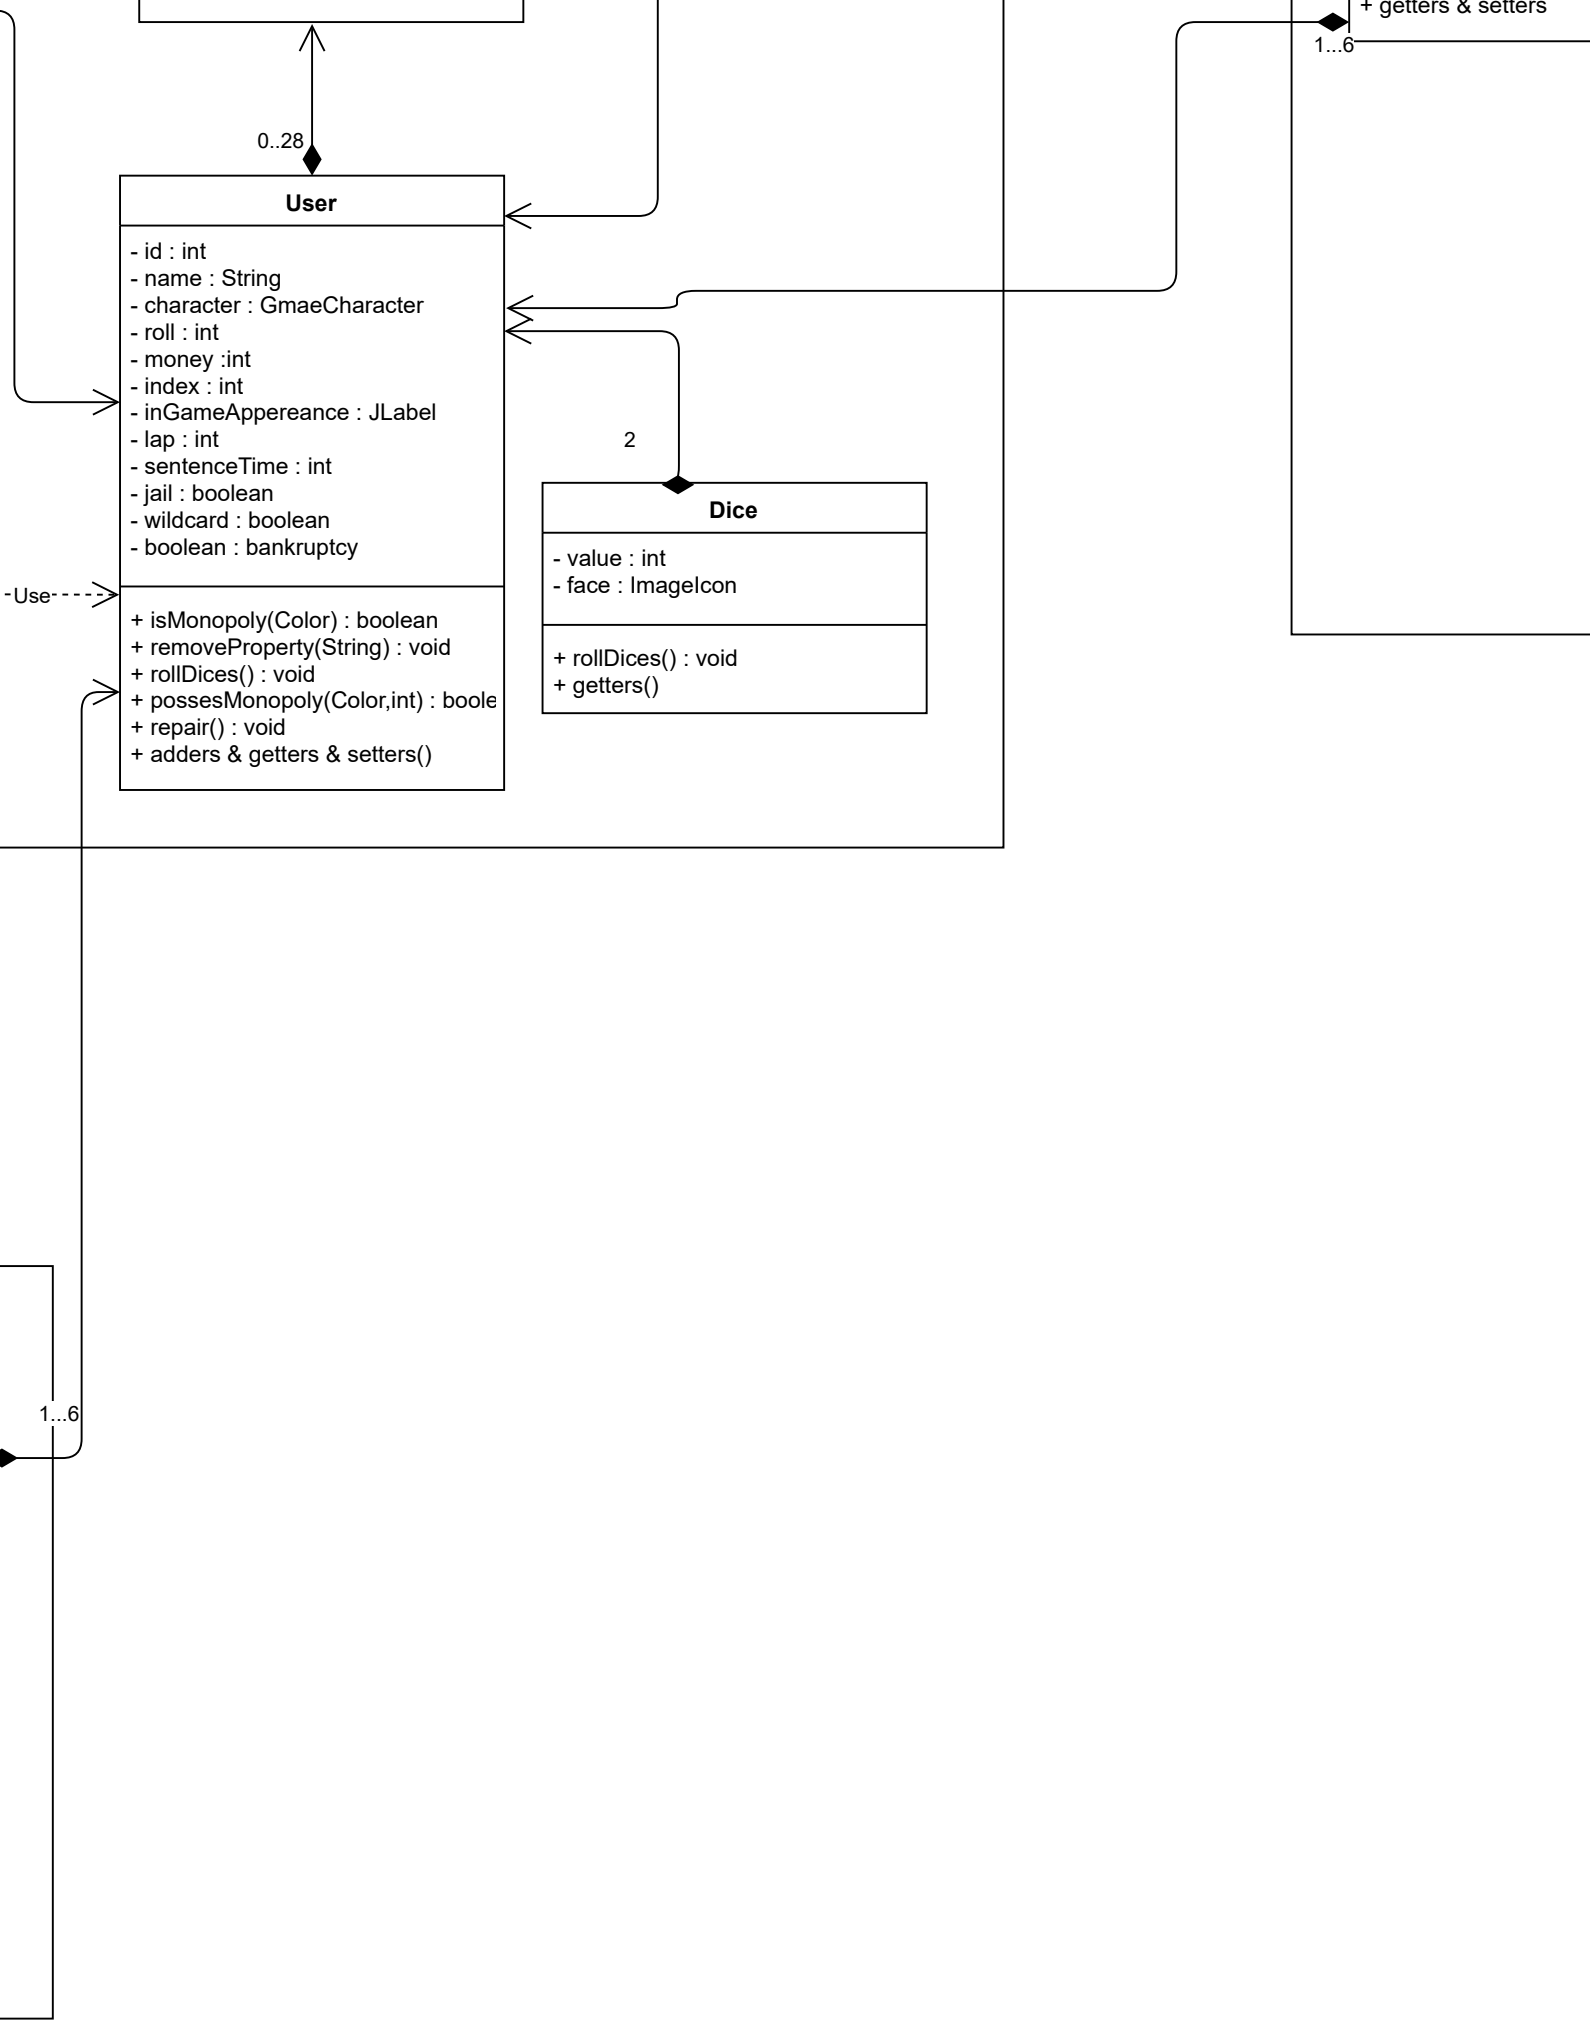 + getters & setters
1...6
0..28
User
- id : int
- name : String
- character : GmaeCharacter
- roll : int
- money :int
- index : int
- inGameAppereance : JLabel
- lap : int
- sentenceTime : int
- jail : boolean
- wildcard : boolean
- boolean : bankruptcy
Use
+ isMonopoly(Color) : boolean
+ removeProperty(String) : void
+ rollDices() : void
+ possesMonopoly(Color,int) : boole
+ repair() : void
+ adders & getters & setters()
2
Dice
- value : int
- face : ImageIcon
+ rollDices() : void
+ getters()
1...6